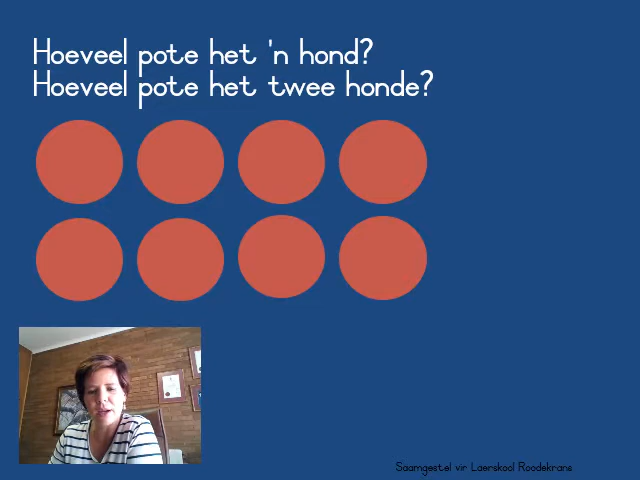 Hoeveel pote het 'n hond?
Hoeveel pote het twee honde?
Saamgestel vir Laerskool Roodekrans